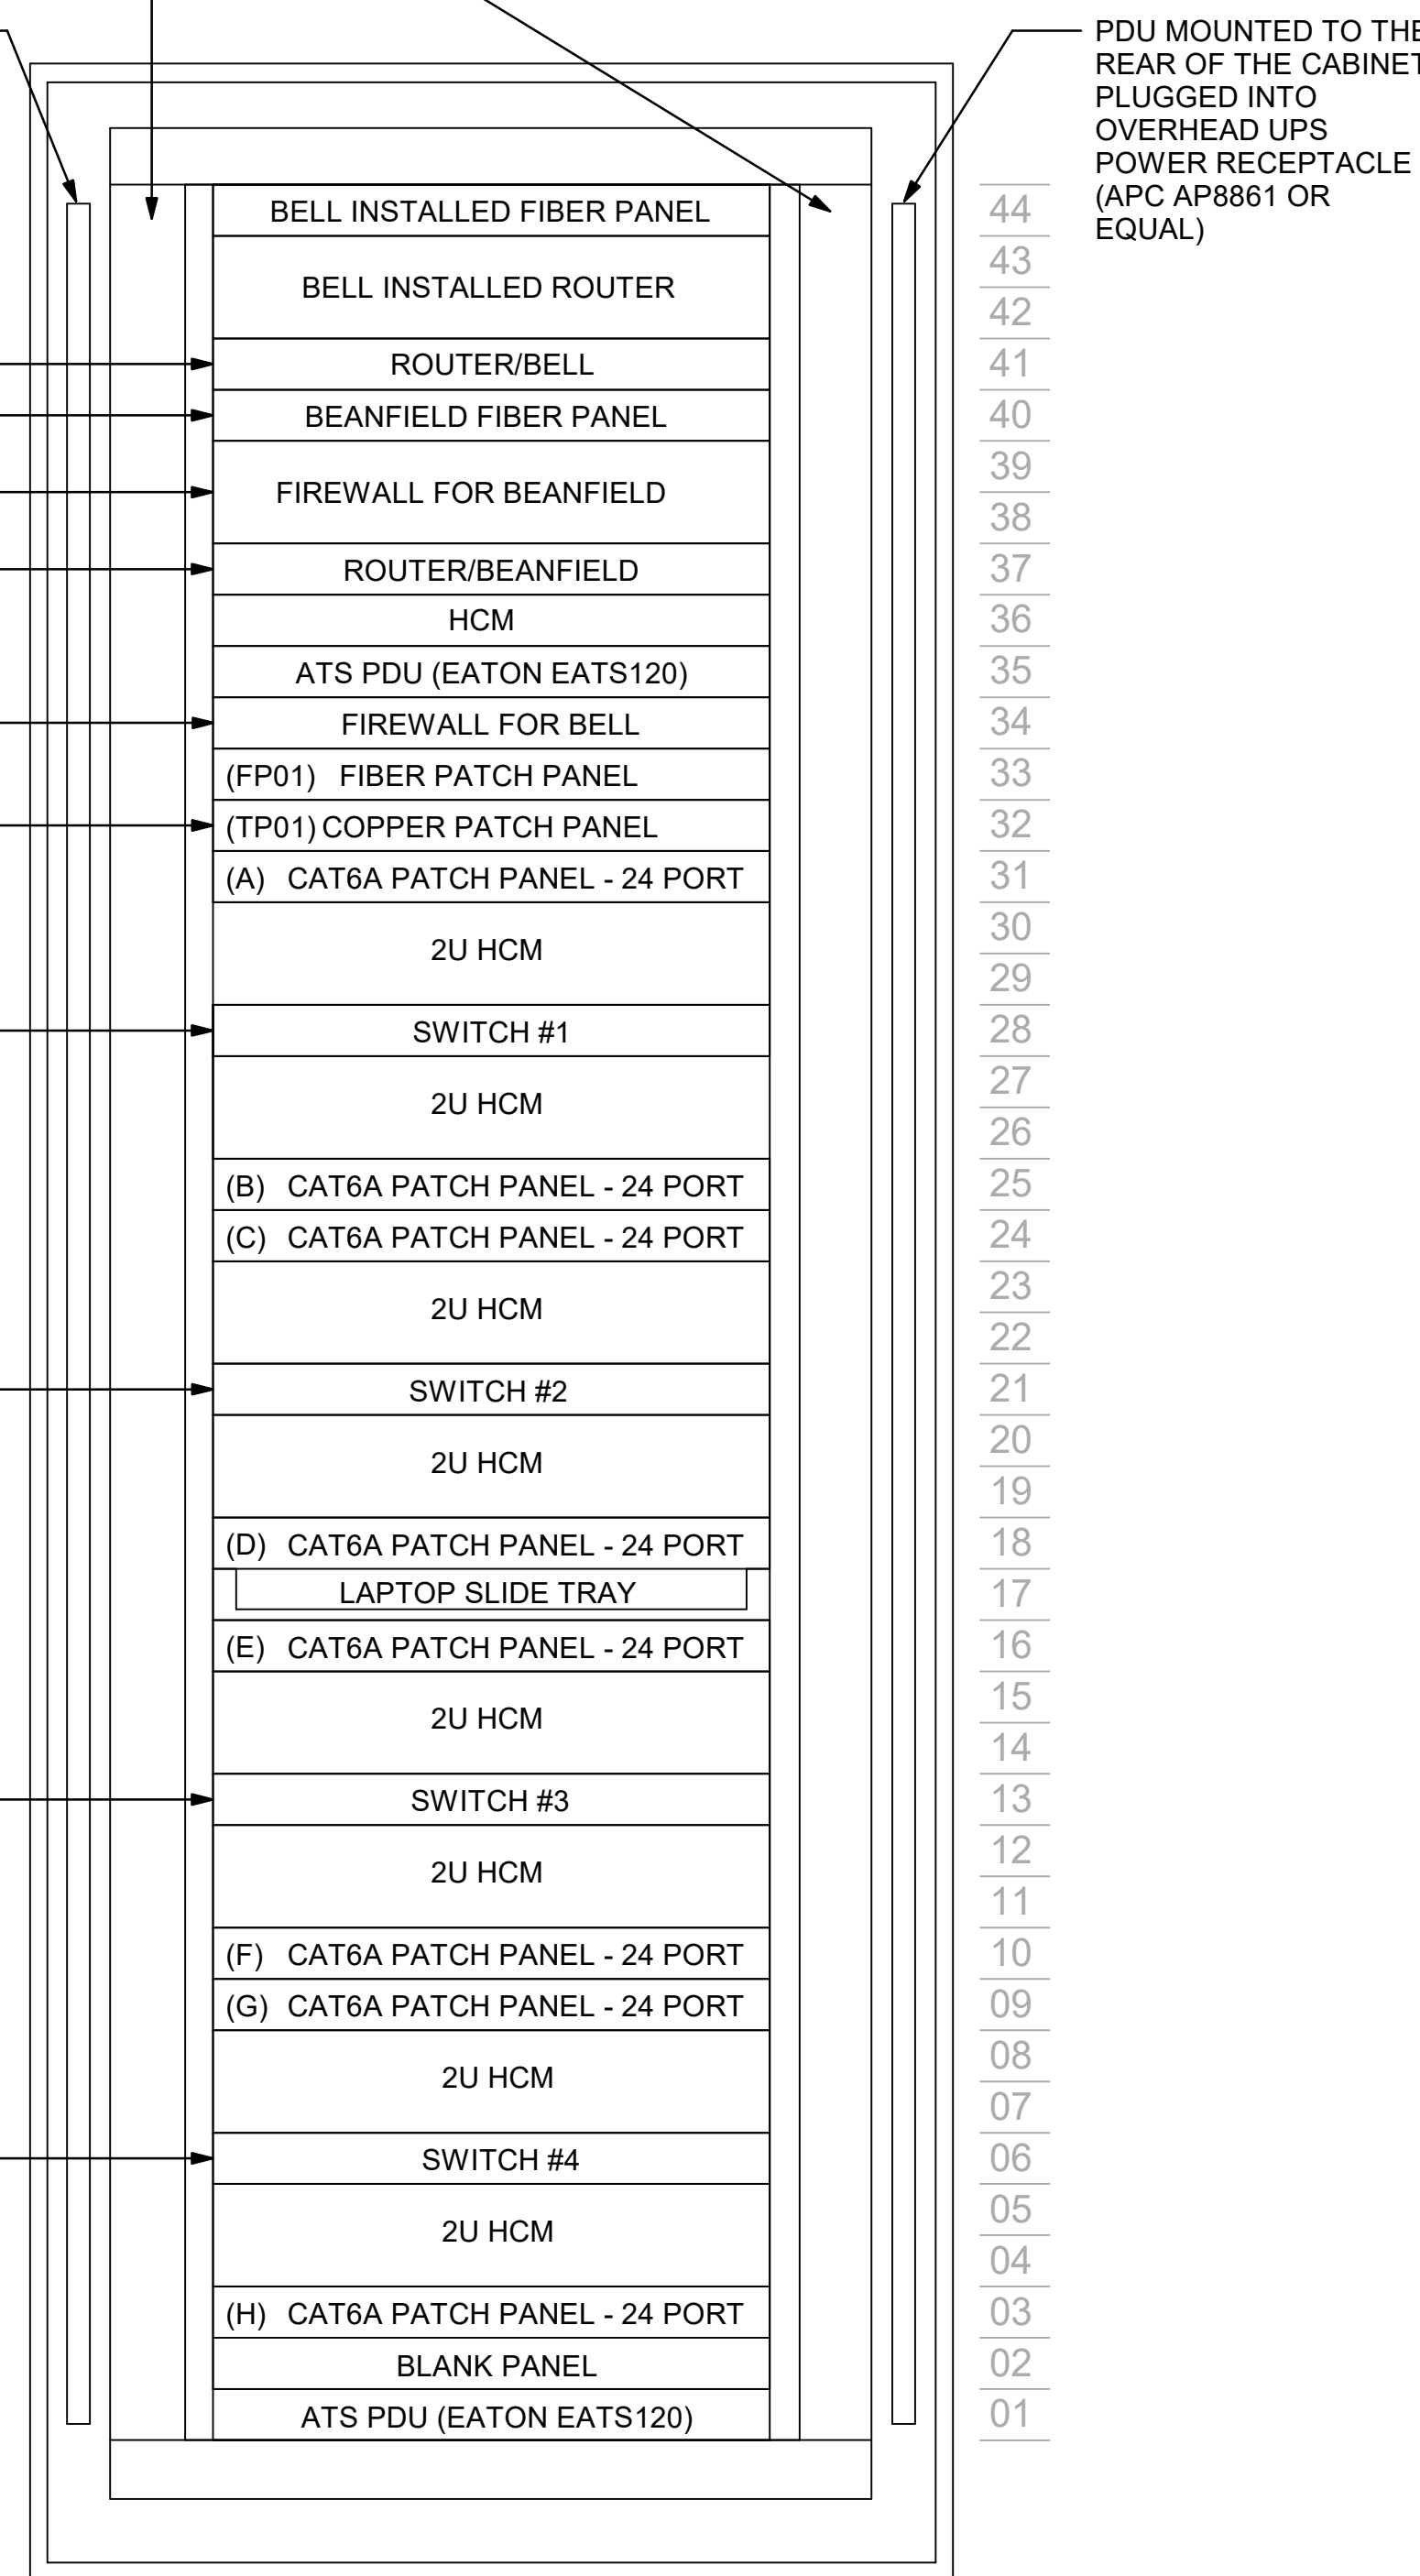 PDU MOUNTED TO THE
REAR OF THE CABINET
PLUGGED INTO
OVERHEAD UPS
POWER RECEPTACLE
(APC AP8861 OR
EQUAL)
BELL INSTALLED FIBER PANEL 44
43
BELL INSTALLED ROUTER
42
ROUTER/BELL 41
BEANFIELD FIBER PANEL 40
39
FIREWALL FOR BEANFIELD
38
ROUTER/BEANFIELD 37
HCM 36
ATS PDU (EATON EATS120) 35
FIREWALL FOR BELL 34
(FP01) FIBER PATCH PANEL 33
(TP01) COPPER PATCH PANEL 32
(A) CAT6A PATCH PANEL - 24 PORT 31
30
2U HCM
29
SWITCH #1 28
27
2U HCM
26
(B) CAT6A PATCH PANEL - 24 PORT 25
(C) CAT6A PATCH PANEL - 24 PORT 24
23
2U HCM
22
SWITCH #2 21
20
2U HCM
19
(D) CAT6A PATCH PANEL - 24 PORT 18
LAPTOP SLIDE TRAY 17
(E) CAT6A PATCH PANEL - 24 PORT 16
15
2U HCM
14
SWITCH #3 13
12
2U HCM
11
(F) CAT6A PATCH PANEL - 24 PORT 10
(G) CAT6A PATCH PANEL - 24 PORT 09
08
2U HCM
07
SWITCH #4 06
05
2U HCM
04
(H) CAT6A PATCH PANEL - 24 PORT 03
BLANK PANEL 02
ATS PDU (EATON EATS120) 01